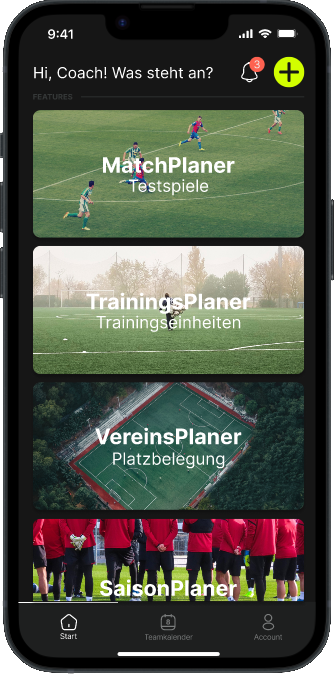 9:41
Hi, Coach! Was steht an?
3
FEATURES
MatchPlaner
Testspiele
TrainingsPlaner
Trainingseinheiten
VereinsPlaner
Platzbelegung
SaisonPlaner
8
Start
Teamkalender
Account